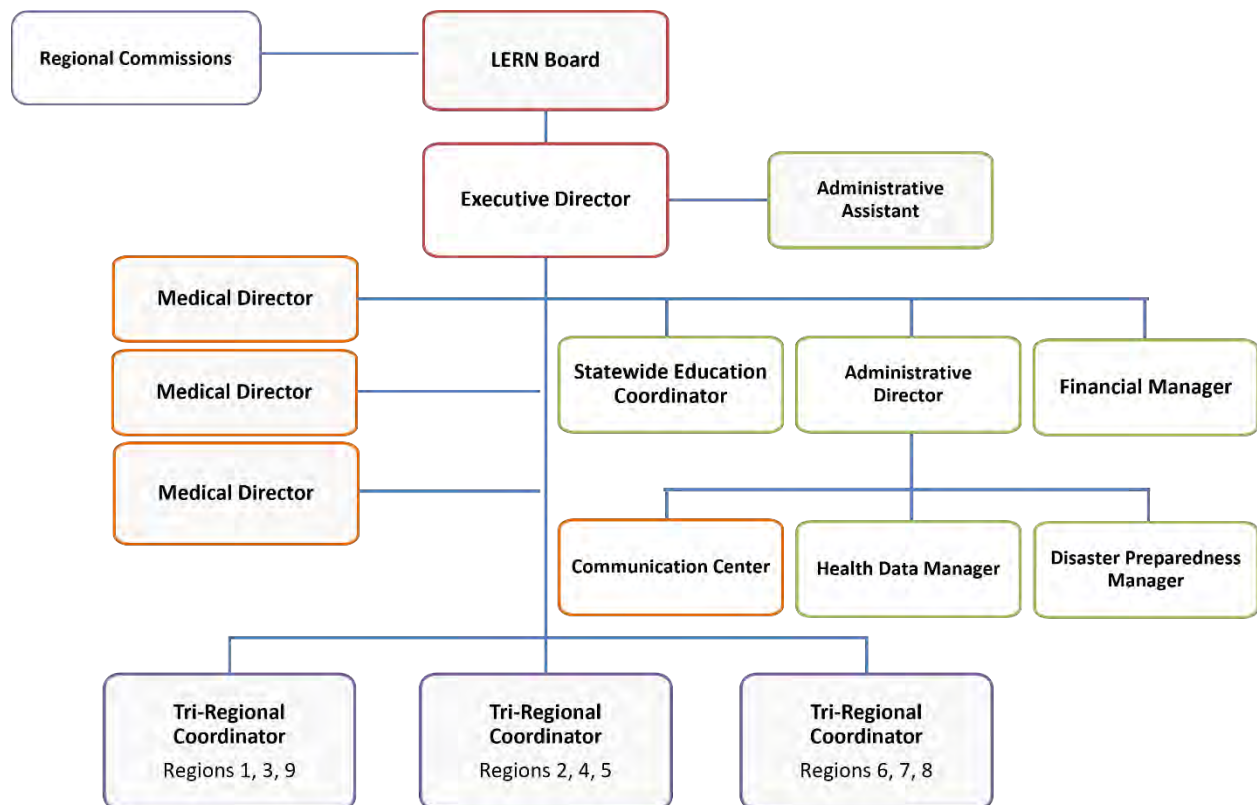 Regional Commissions
LERN Board
Executive Director
Administrative
Assistant
Medical Director
Medical Director
Medical Director
Statewide Education
Coordinator
Administrative
Director
Financial Manager
Communication Center
Health Data Manager
Disaster Preparedness
Manager
Tri-Regional
Coordinator
Regions 1, 3, 9
Tri-Regional
Coordinator
Regions 2, 4, 5
Tri-Regional
Coordinator
Regions 6, 7, 8